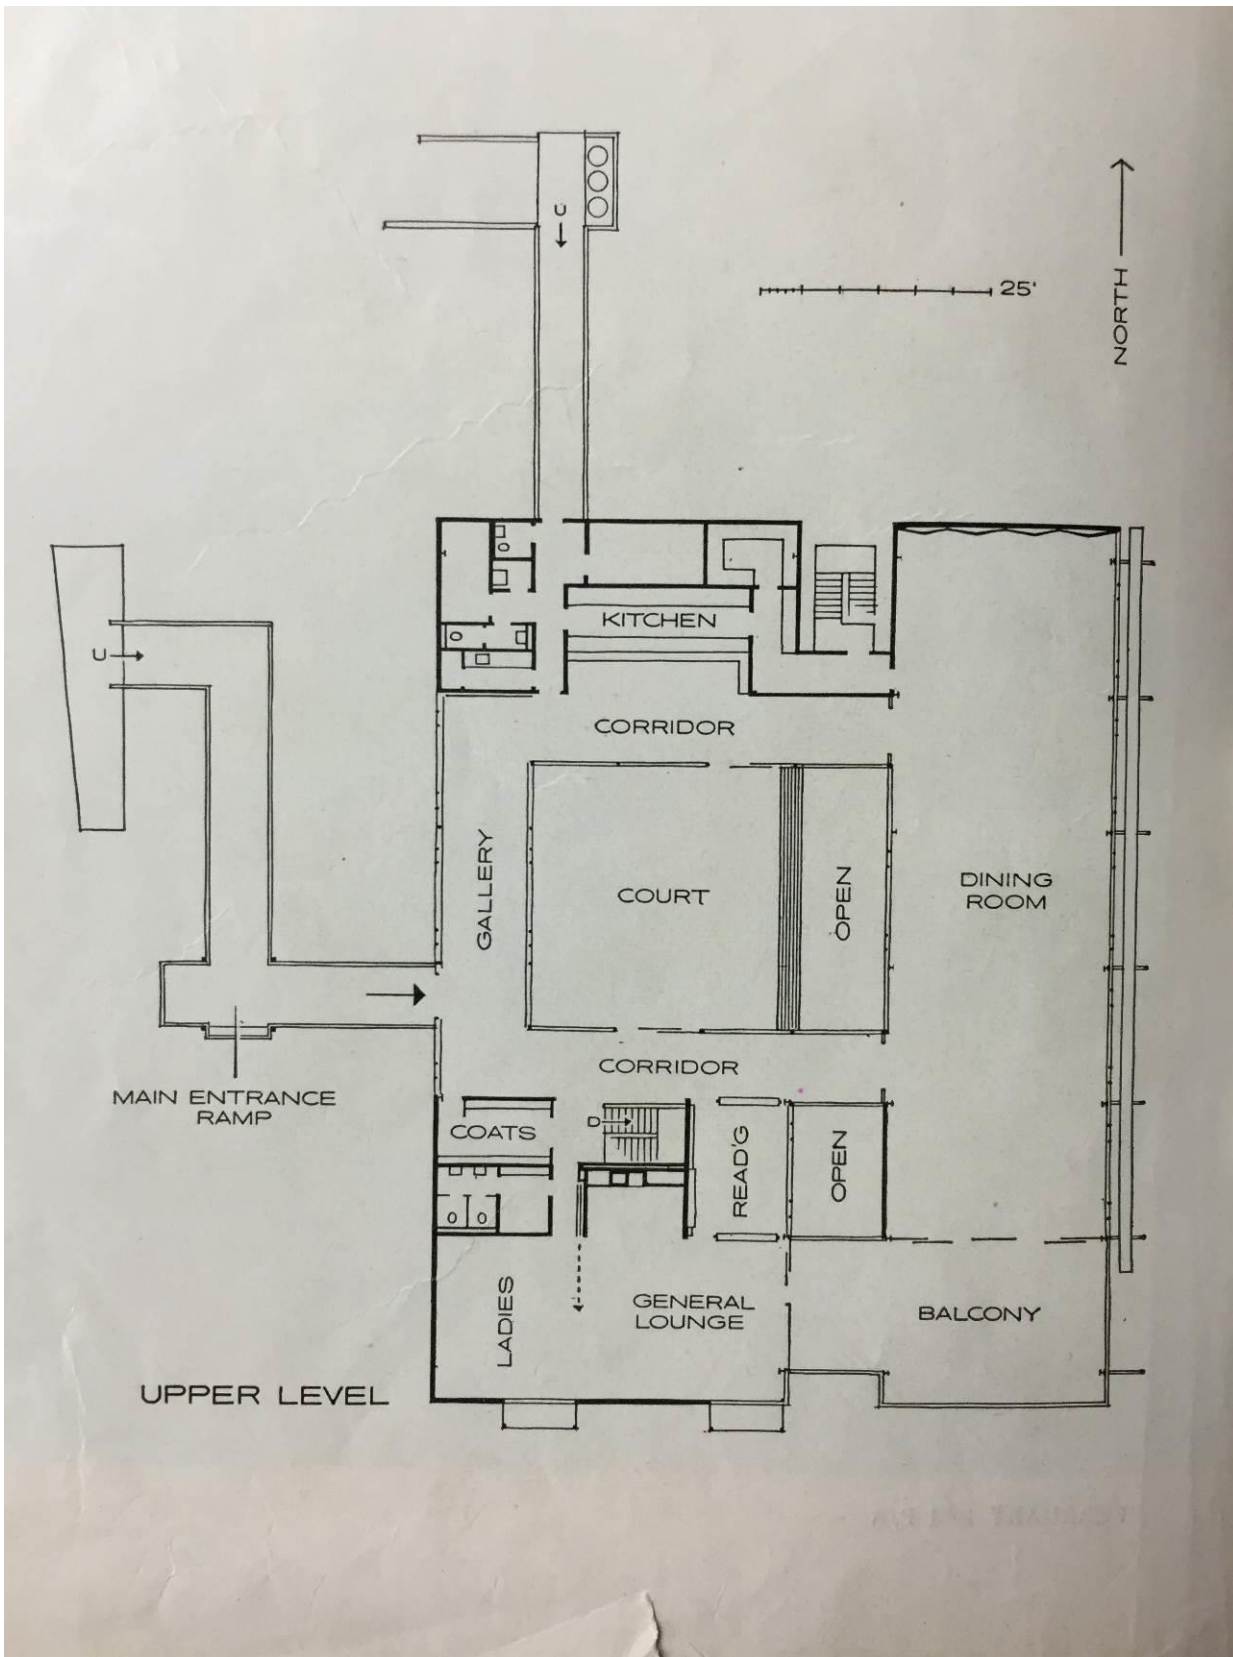 U
25'
NORTH
KITCHEN
U
CORRIDOR
GALLERY
COURT
OPEN
DINING
ROOM
CORRIDOR
MAIN ENTRANCE
RAMP
D
COATS
READ'G
OPEN
LADIES
GENERAL
LOUNGE
BALCONY
UPPER LEVEL